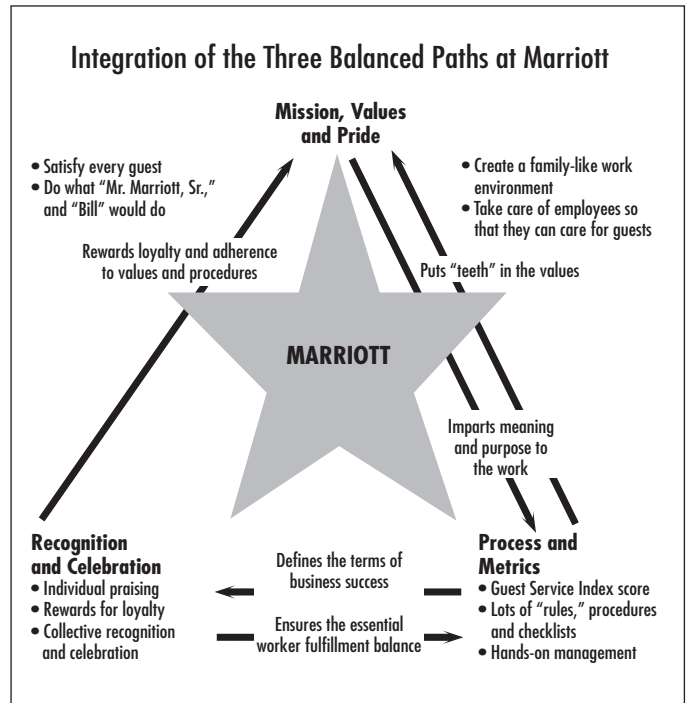 Integration of the Three Balanced Paths at Marriott
Mission, Values
and Pride
• Satisfy every guest
• Do what “Mr. Marriott, Sr.,”
and “Bill” would do
• Create a family-like work
environment
• Take care of employees so
that they can care for guests
Rewards loyalty and adherence
to values and procedures
Puts “teeth” in the values
MARRIOTT
Imparts meaning
and purpose to
the work
Recognition
and Celebration
• Individual praising
• Rewards for loyalty
• Collective recognition
and celebration
Defines the terms of
business success
Ensures the essential
worker fulfillment balance
Process and
Metrics
• Guest Service Index score
• Lots of “rules,” procedures
and checklists
• Hands-on management